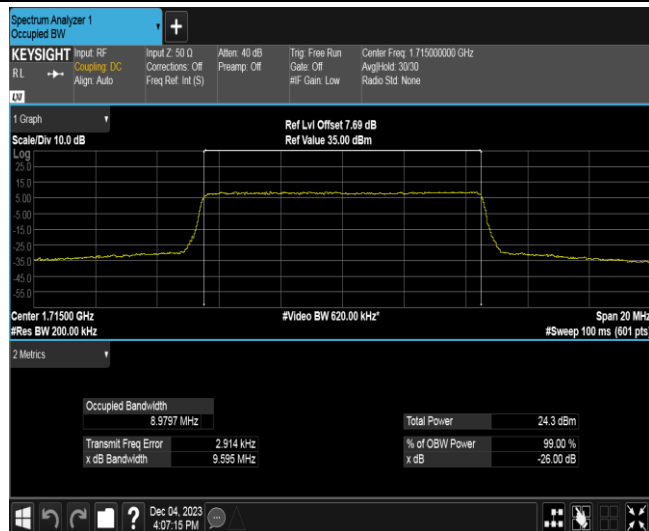 Spectrum Analyzer 1
Occupied BW
+
KEYSIGHT
RL
LXI
Input: RF
Coupling: DC
Align: Auto
Input Z: 50 Ω
Corrections: Off
Freq Ref: Int (S)
Atten: 40 dB
Preamp: Off
Trig: Free Run
Gate: Off
#IF Gain: Low
Center Freq: 1.715000000 GHz
Avg|Hold: 30/30
Radio Std: None
1 Graph
Scale/Div 10.0 dB
Ref Lvl Offset 7.69 dB
Ref Value 35.00 dBm
Log
25.0
15.0
5.00
-5.00
-15.0
-25.0
-35.0
-45.0
-55.0
Center 1.71500 GHz
#Video BW 620.00 kHz*
Span 20 MHz
#Res BW 200.00 kHz
#Sweep 100 ms (601 pts)
2 Metrics
Occupied Bandwidth
8.9797 MHz
Total Power 24.3 dBm
Transmit Freq Error 2.914 kHz
% of OBW Power 99.00 %
x dB Bandwidth 9.595 MHz
x dB -26.00 dB
?
Dec 04, 2023
4:07:15 PM